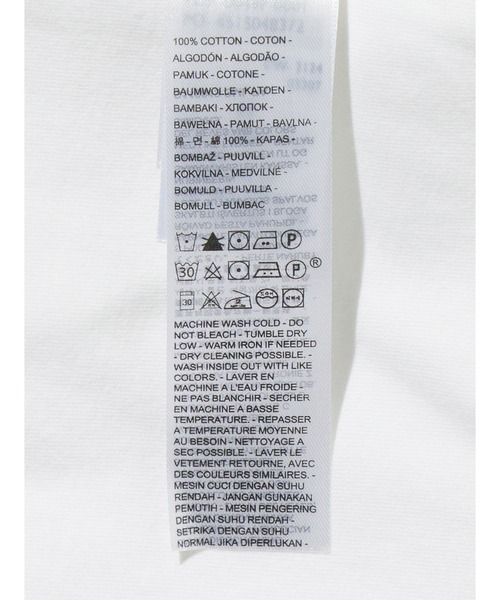 100% COTTON - COTON -
ALGODÓN - ALGODÃO -
PAMUK - COTONE -
BAUMWOLLE - KATOEN -
BAMBAKI - ХЛОПОК -
BAWEŁNA - PAMUT - BAVLNA -
棉 - 면 - 綿 100% - KAPAS -
BOMBAŽ - PUUVILL -
KOKVILNA - MEDVILNĖ -
BOMULD - PUUVILLA -
BOMULL - BUMBAC
P
30 P ®
30
MACHINE WASH COLD - DO
NOT BLEACH - TUMBLE DRY
LOW - WARM IRON IF NEEDED
- DRY CLEANING POSSIBLE. -
WASH INSIDE OUT WITH LIKE
COLORS. - LAVER EN
MACHINE A L'EAU FROIDE -
NE PAS BLANCHIR - SECHER
EN MACHINE A BASSE
TEMPERATURE. - REPASSER
A TEMPERATURE MOYENNE
AU BESOIN - NETTOYAGE A
SEC POSSIBLE. - LAVER LE
VETEMENT RETOURNE, AVEC
DES COULEURS SIMILAIRES. -
MESIN CUCI DENGAN SUHU
RENDAH - JANGAN GUNAKAN
PEMUTIH - MESIN PENGERING
DENGAN SUHU RENDAH -
SETRIKA DENGAN SUHU
NORMAL JIKA DIPERLUKAN -